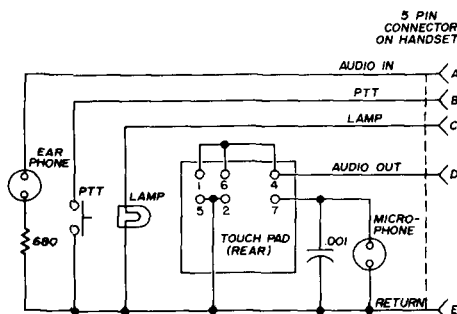 5 PIN
CONNECTOR
ON HANDSET
AUDIO IN
A
PTT
B
LAMP
C
EAR
PHONE
PTT
LAMP
1 6 4
AUDIO OUT
D
5 2 7
680
TOUCH PAD
(REAR)
.001
MICRO-
PHONE
RETURN
E